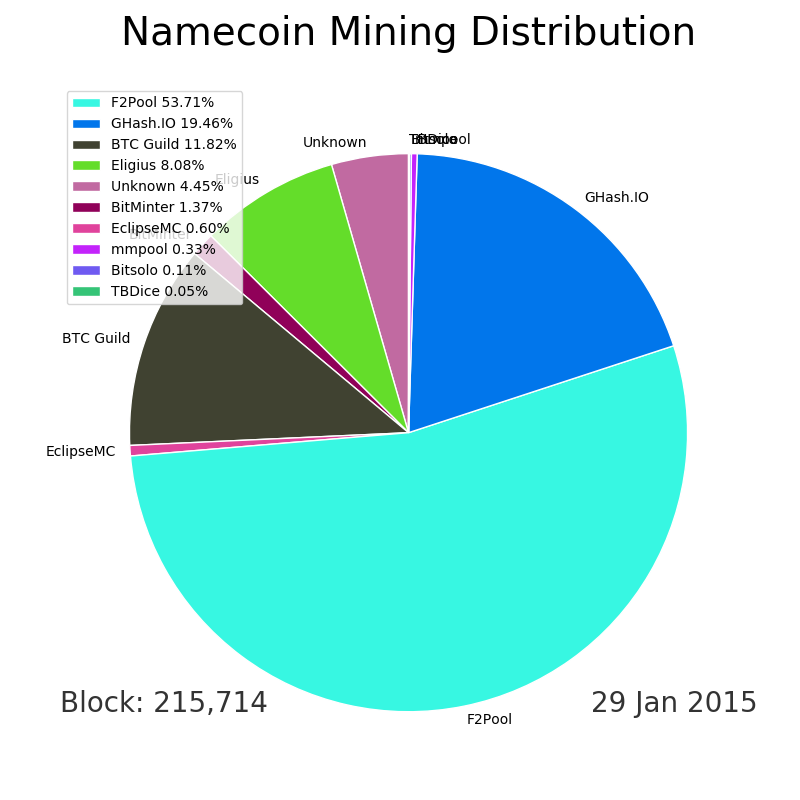 Namecoin Mining Distribution
F2Pool 53.71%
GHash.IO 19.46%
BTC Guild 11.82%
Eligius 8.08%
Unknown 4.45%
BitMinter 1.37%
EclipseMC 0.60%
mmpool 0.33%
Bitsolo 0.11%
TBDice 0.05%
Unknown
Eligius
GHash.IO
BitMinter
BTC Guild
EclipseMC
Block: 215,714
29 Jan 2015
F2Pool